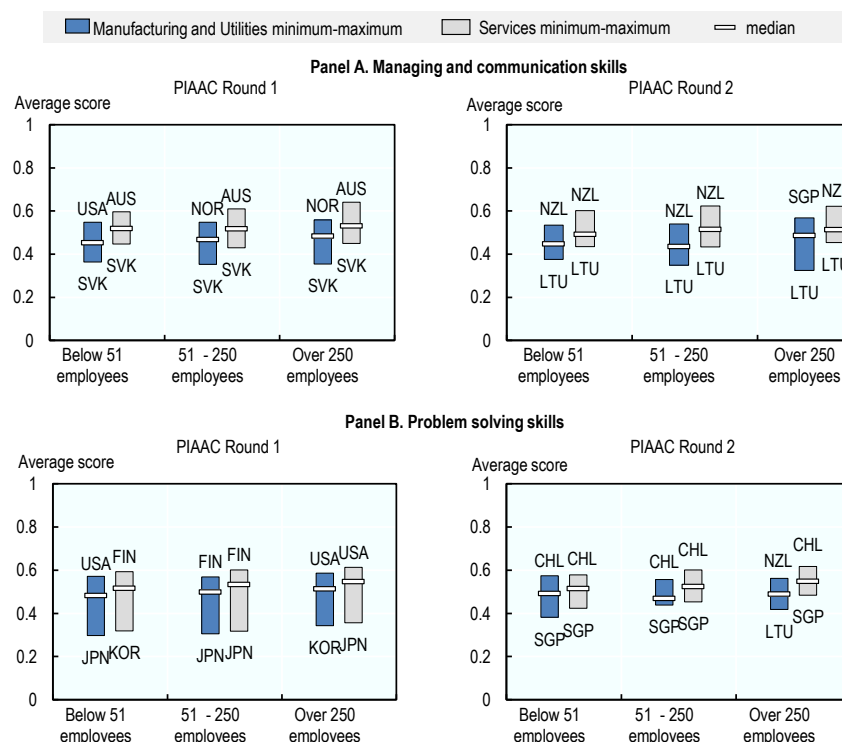 Manufacturing and Utilities minimum-maximum Services minimum-maximum median
Panel A. Managing and communication skills
PIAAC Round 1
Average score
1
0.8
0.6
0.4
0.2
0
USA AUS NOR AUS NOR AUS
SVK SVK SVK SVK SVK SVK
Below 51 employees
51 - 250 employees
Over 250 employees
PIAAC Round 2
Average score
1
0.8
0.6
0.4
0.2
0
NZL NZL NZL NZL SGP NZL
LTU LTU LTU LTU LTU LTU
Below 51 employees
51 - 250 employees
Over 250 employees
Panel B. Problem solving skills
PIAAC Round 1
Average score
1
0.8
0.6
0.4
0.2
0
USA FIN FIN FIN USA USA
JPN KOR JPN JPN KOR JPN
Below 51 employees
51 - 250 employees
Over 250 employees
PIAAC Round 2
Average score
1
0.8
0.6
0.4
0.2
0
CHL CHL CHL CHL NZL CHL
SGP SGP SGP SGP LTU SGP
Below 51 employees
51 - 250 employees
Over 250 employees